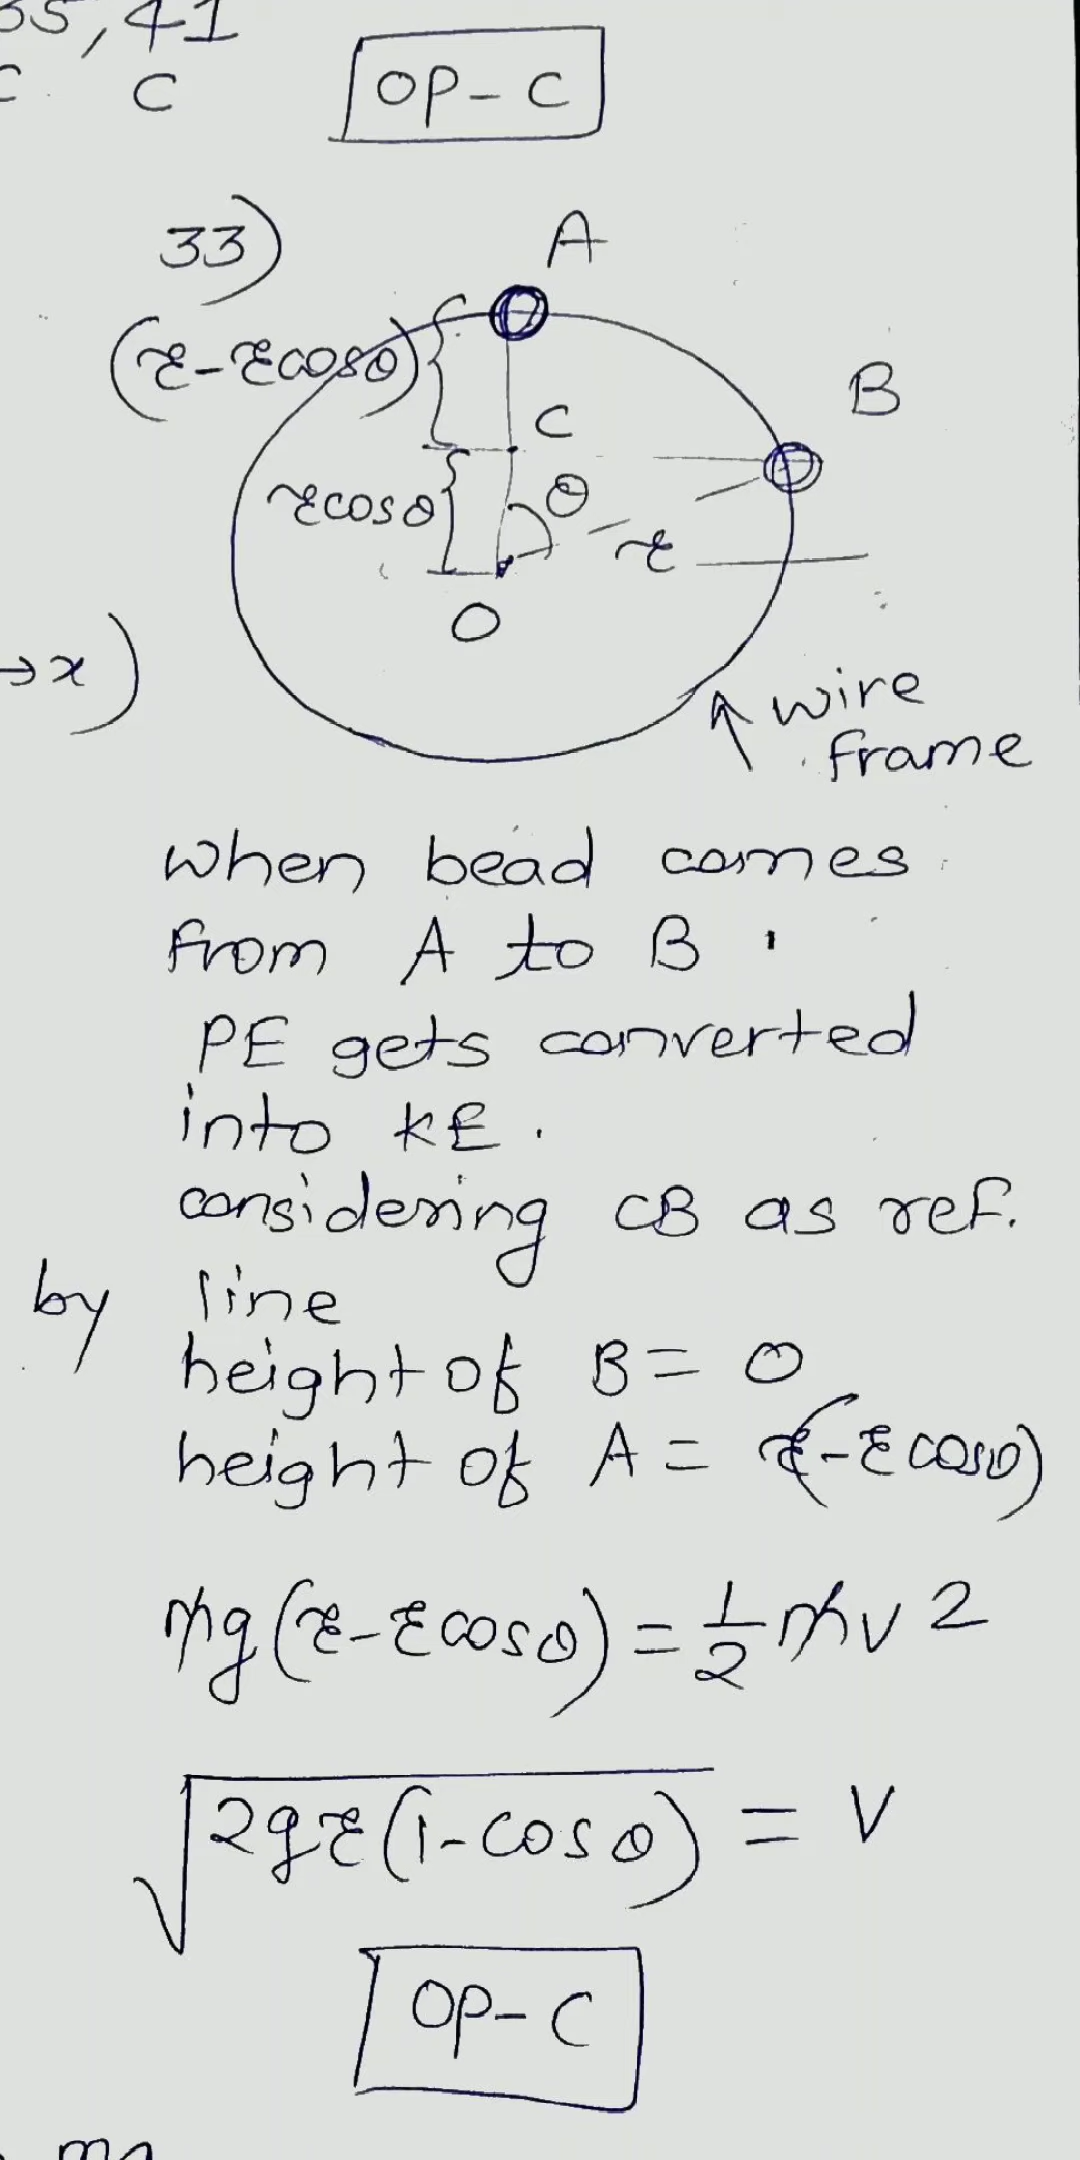 35, 41
C C
OP-C
33)
A
(r-rcosθ)
B
C
rcosθ
θ
r
O
→x)
wire
frame
when bead comes
from A to B.
PE gets converted
into KE.
considering CB as ref.
by line
height of B = 0
height of A = (r-rcosθ)
mg(r-rcosθ) = 1/2 mv2
√2gr(1-cosθ) = V
OP-C